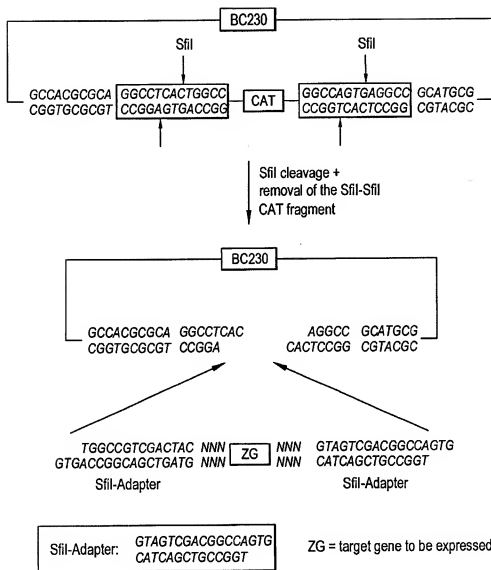 BC230
SfiI SfiI
GCCACGCGCA GGCCTCACTGGCC GGCCAGTGAGGCC GCATGCG
CGGTGCGCGT CCGGAGTGACCGG CAT CCGGTCACTCCGG CGTACGC
SfiI cleavage +
removal of the SfiI-SfiI
CAT fragment
BC230
GCCACGCGCA GGCCTCAC AGGCC GCATGCG
CGGTGCGCGT CCGGA CACTCCGG CGTACGC
TGGCCGTCGACTAC NNN ZG NNN GTAGTCGACGGCCAGTG
GTGACCGGCAGCTGATG NNN NNN CATCAGCTGCCGGT
SfiI-Adapter SfiI-Adapter
SfiI-Adapter: GTAGTCGACGGCCAGTG
CATCAGCTGCCGGT
ZG = target gene to be expressed